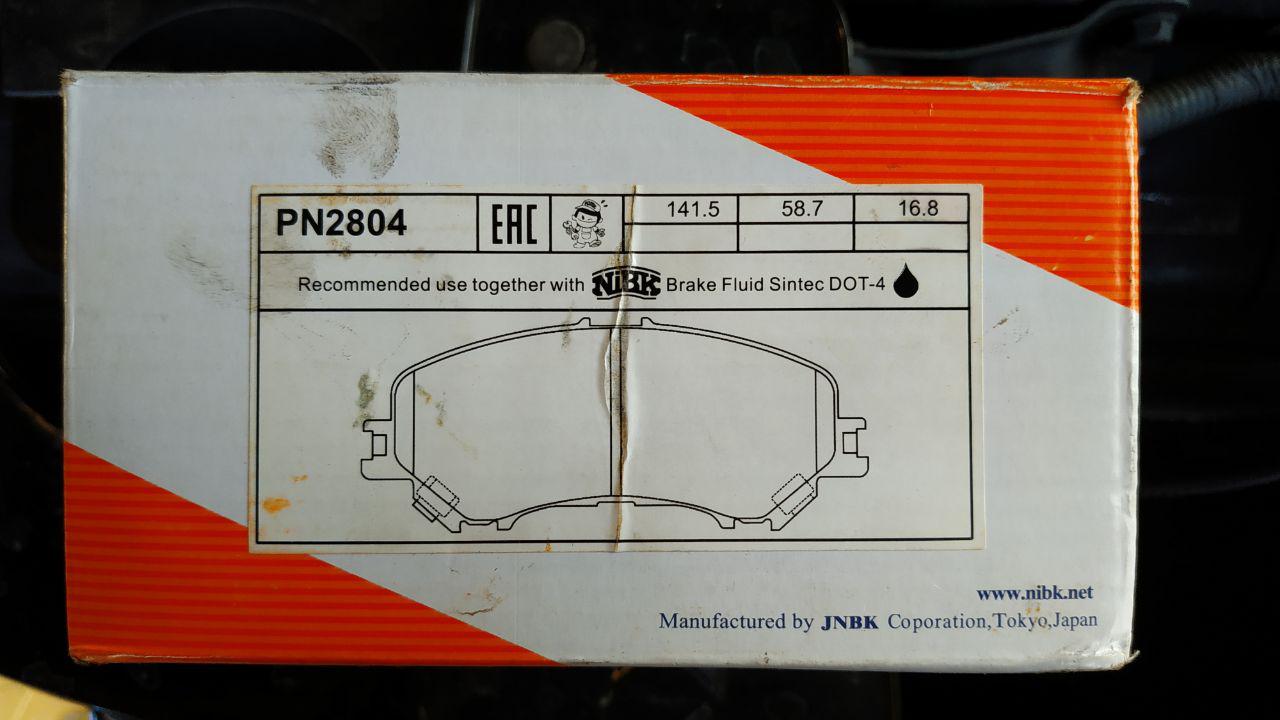 PN2804 EAC 141.5 58.7 16.8
Recommended use together with NiBK Brake Fluid Sintec DOT-4
www.nibk.net
Manufactured by JNBK Coporation,Tokyo,Japan